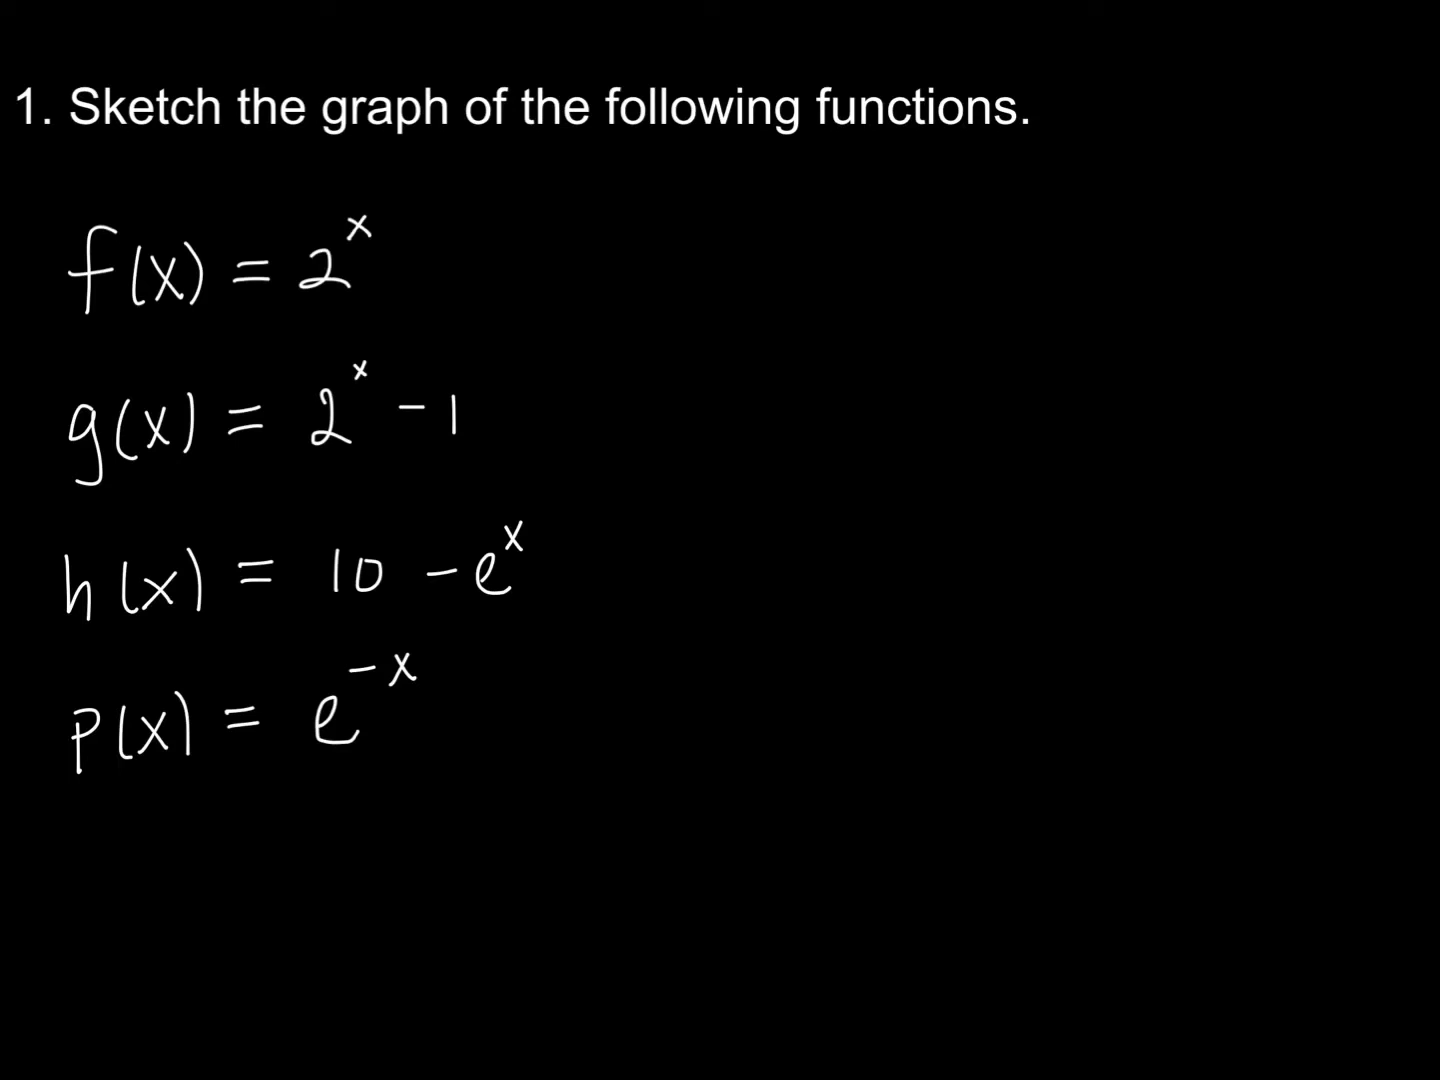 1. Sketch the graph of the following functions.
f(x) = 2^x
g(x) = 2^x - 1
h(x) = 10 - e^x
p(x) = e^-x